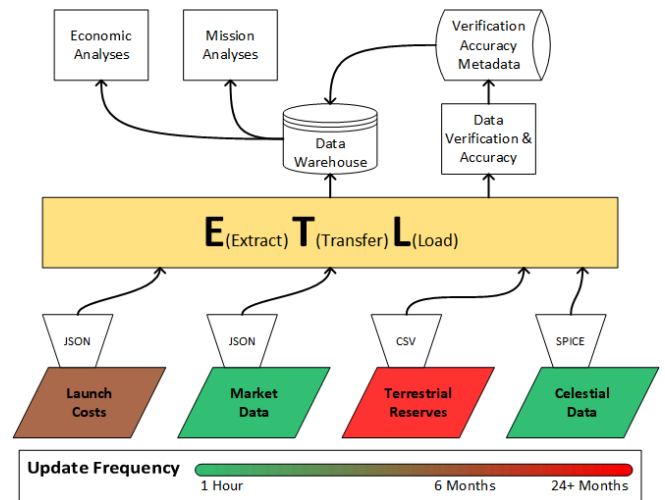 Economic
Analyses
Mission
Analyses
Verification
Accuracy
Metadata
Data
Warehouse
Data
Verification &
Accuracy
E(Extract) T(Transfer) L(Load)
JSON
JSON
CSV
SPICE
Launch
Costs
Market
Data
Terrestrial
Reserves
Celestial
Data
Update Frequency
1 Hour
6 Months
24+ Months